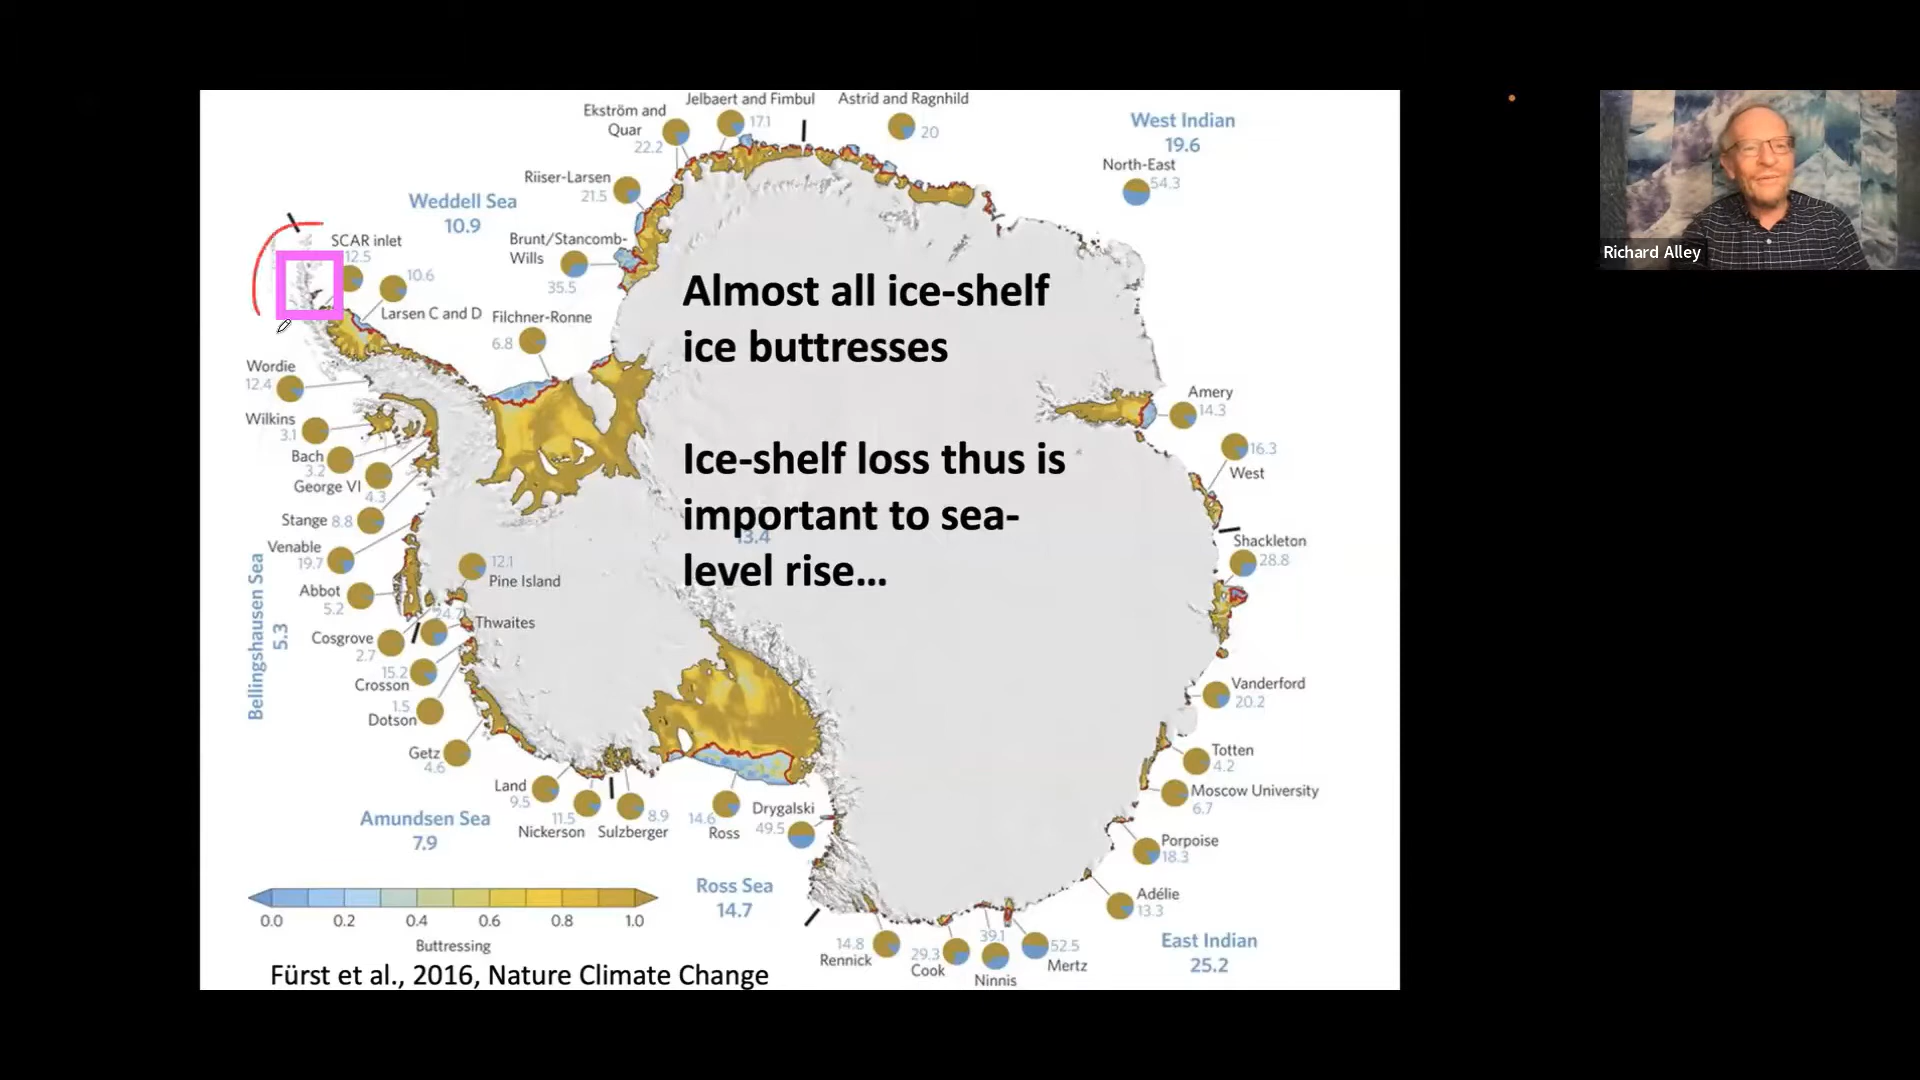 Jelbaert and Fimbul
17.1
Astrid and Ragnhild
20
Ekström and
Quar
22.2
West Indian
19.6
North-East
54.3
Riiser-Larsen
21.5
Weddell Sea
10.9
Brunt/Stancomb-
Wills
35.5
SCAR inlet
12.5
10.6
Larsen C and D
Filchner-Ronne
6.8
Almost all ice-shelf
ice buttresses
Ice-shelf loss thus is
important to sea-
level rise...
13.4
Richard Alley
Wordie
12.4
Wilkins
3.1
Bach
3.2
George VI
4.3
Stange 8.8
Venable
19.7
Abbot
5.2
Bellingshausen Sea
5.3
12.1
Pine Island
24.7
Thwaites
Cosgrove
2.7
15.2
Crosson
1.5
Dotson
Getz
4.6
Land
9.5
11.5
Nickerson
8.9
Sulzberger
14.6
Ross
Drygalski
49.5
Amundsen Sea
7.9
Ross Sea
14.7
Amery
14.3
16.3
West
Shackleton
28.8
Vanderford
20.2
Totten
4.2
Moscow University
6.7
Porpoise
18.3
Adélie
13.3
East Indian
25.2
14.8
Rennick
29.3
Cook
39.1
Ninnis
52.5
Mertz
0.0 0.2 0.4 0.6 0.8 1.0
Buttressing
Fürst et al., 2016, Nature Climate Change